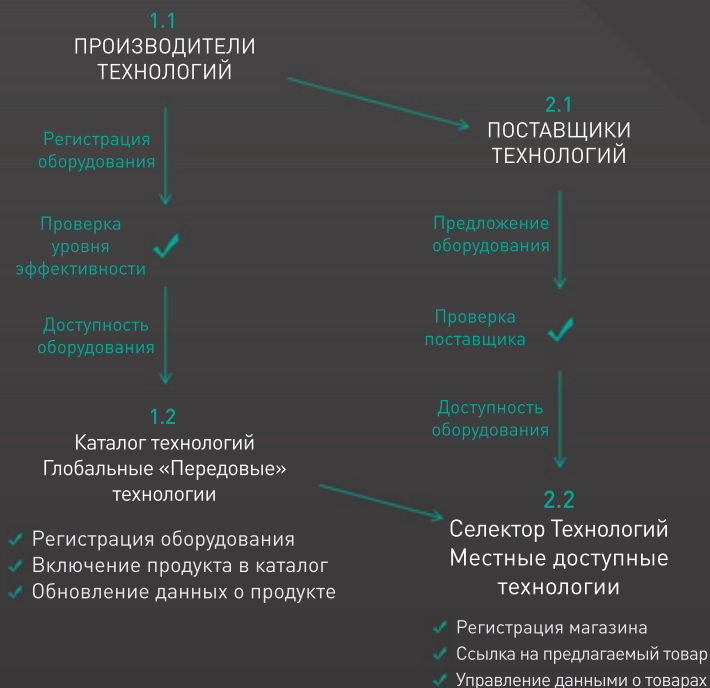 1.1
ПРОИЗВОДИТЕЛИ
ТЕХНОЛОГИЙ
Регистрация
оборудования
Проверка
уровня
эффективности
Доступность
оборудования
1.2
Каталог технологий
Глобальные «Передовые»
технологии
Регистрация оборудования
Включение продукта в каталог
Обновление данных о продукте
2.1
ПОСТАВЩИКИ
ТЕХНОЛОГИЙ
Предложение
оборудования
Проверка
поставщика
Доступность
оборудования
2.2
Селектор Технологий
Местные доступные
технологии
Регистрация магазина
Ссылка на предлагаемый товар
Управление данными о товарах